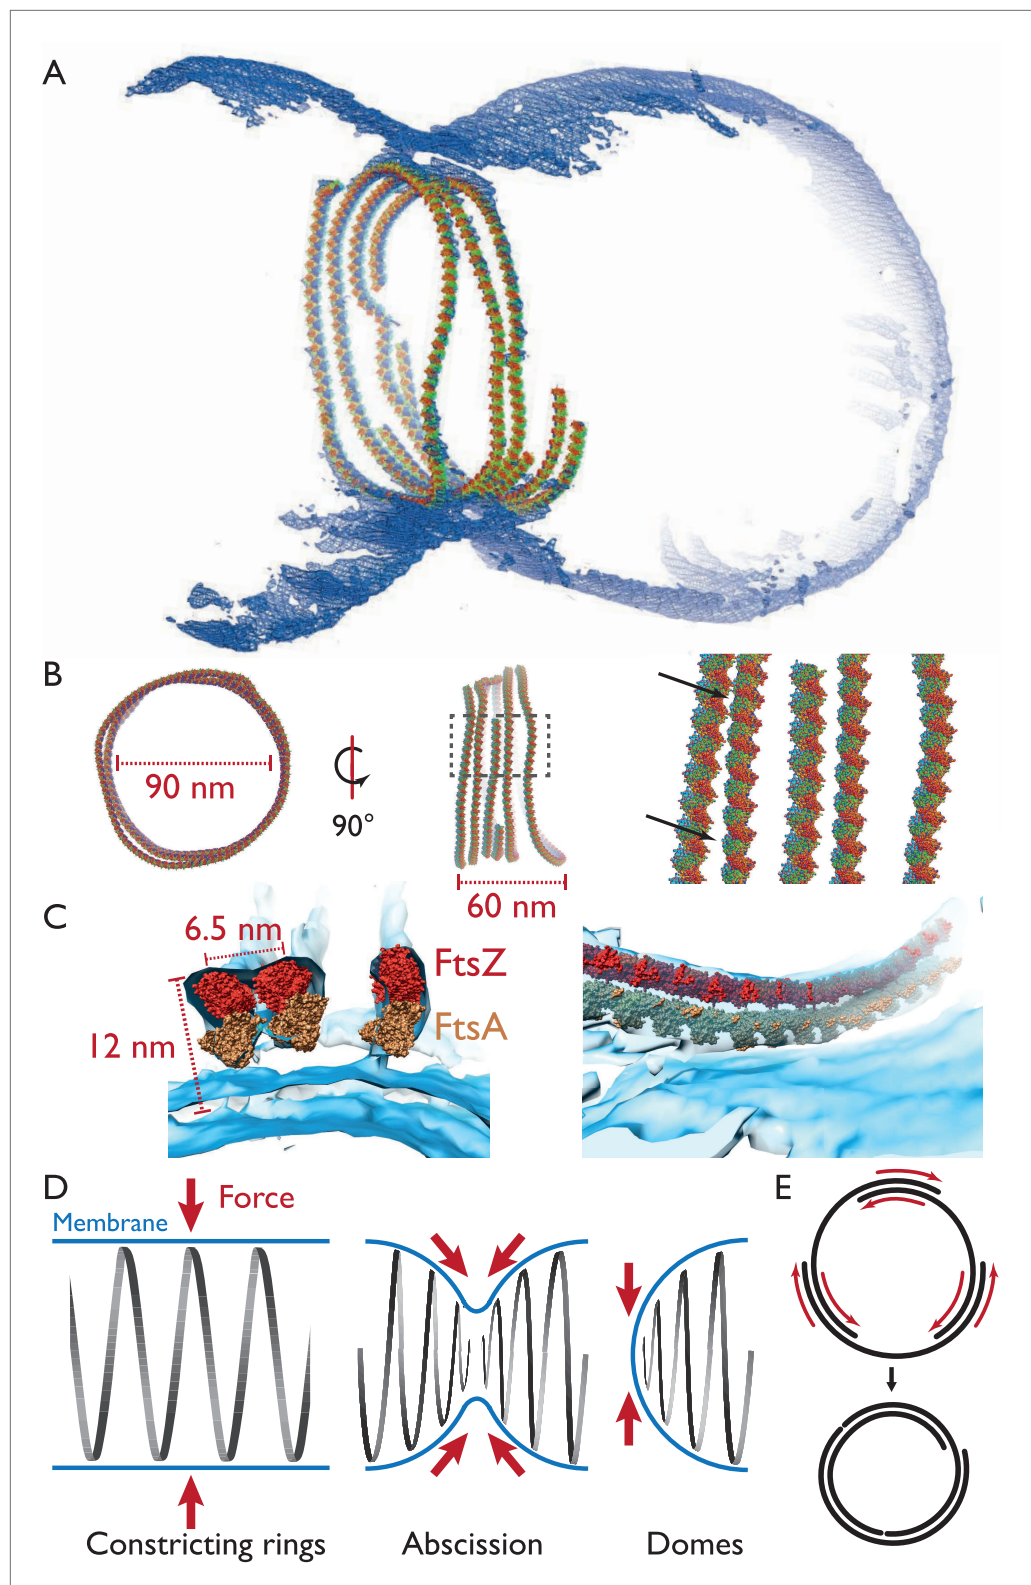 A
B
90 nm
90°
60 nm
C
6.5 nm
FtsZ
FtsA
12 nm
D
Force
Membrane
Constricting rings
Abscission
Domes
E